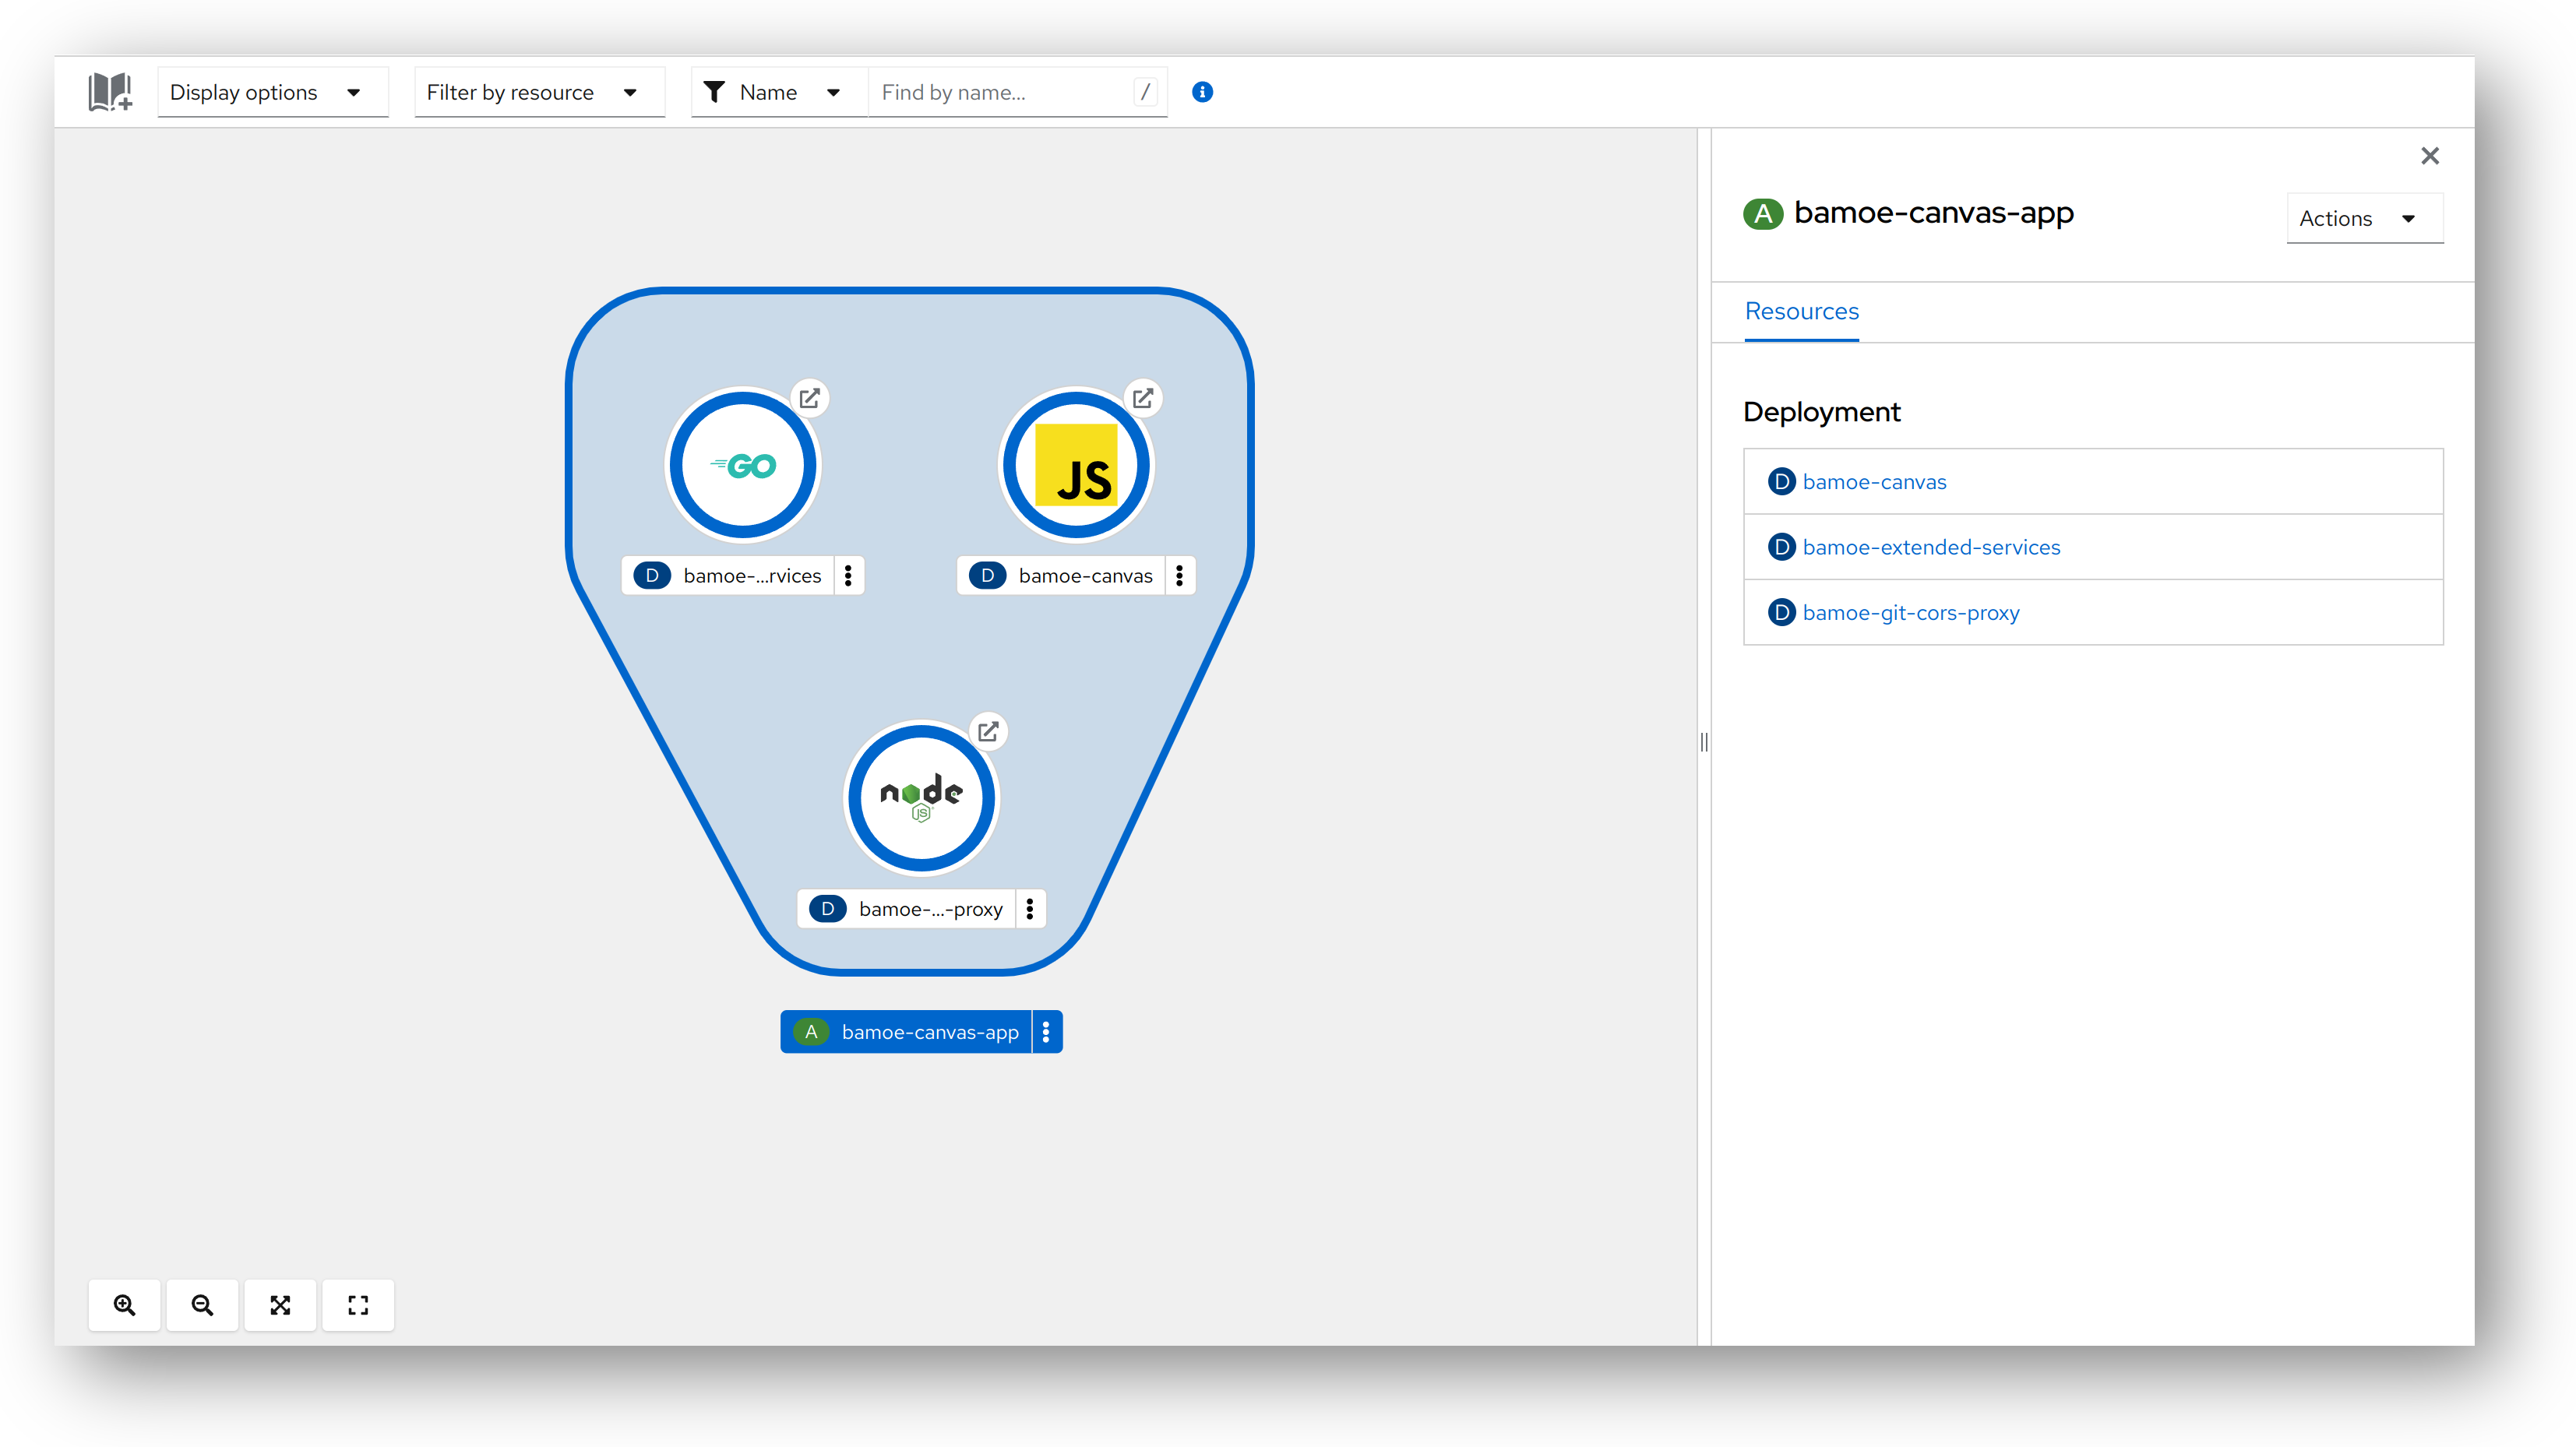 Display options
Filter by resource
Name
Find by name...
/
A bamoe-canvas-app
Actions
Resources
Deployment
D bamoe-canvas
D bamoe-extended-services
D bamoe-git-cors-proxy
GO
JS
D bamoe-...rvices
D bamoe-canvas
node
JS
D bamoe-...-proxy
A bamoe-canvas-app